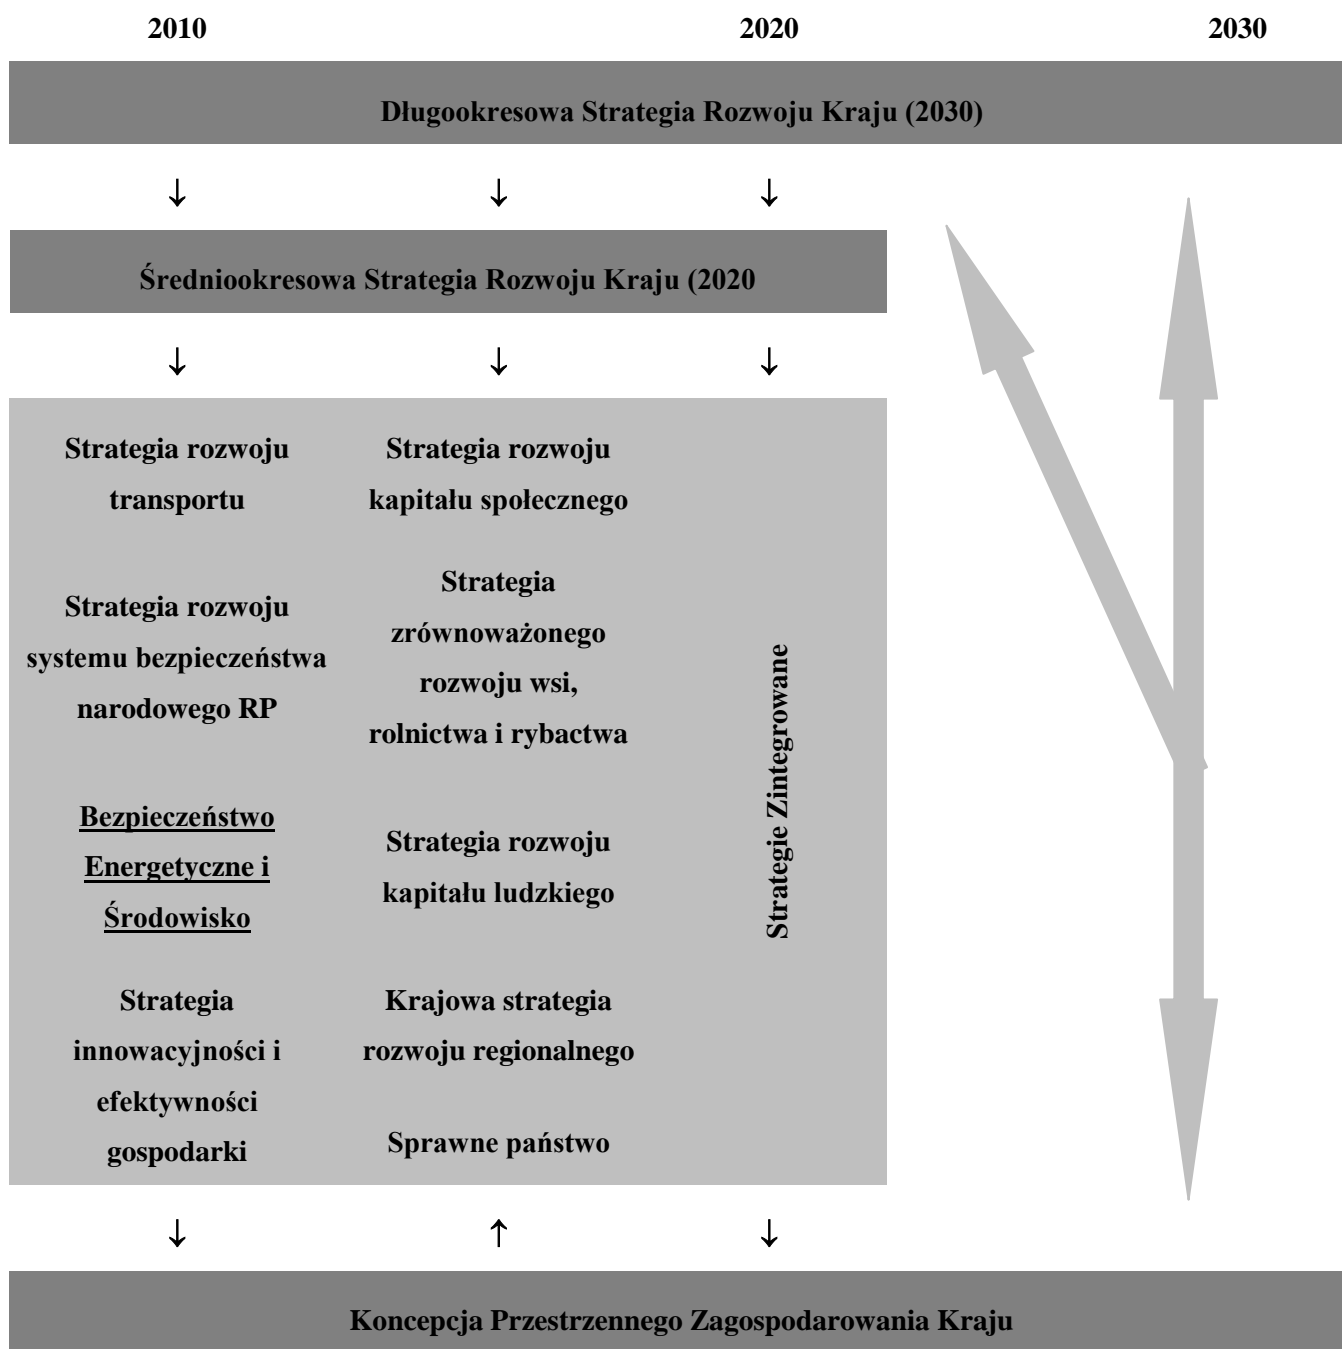 2010 2020 2030
Długookresowa Strategia Rozwoju Kraju (2030)
↓ ↓ ↓
Średniookresowa Strategia Rozwoju Kraju (2020
↓ ↓ ↓
Strategia rozwoju
transportu
Strategia rozwoju
systemu bezpieczeństwa
narodowego RP
Bezpieczeństwo
Energetyczne i
Środowisko
Strategia
innowacyjności i
efektywności
gospodarki
Strategia rozwoju
kapitału społecznego
Strategia
zrównoważonego
rozwoju wsi,
rolnictwa i rybactwa
Strategia rozwoju
kapitału ludzkiego
Krajowa strategia
rozwoju regionalnego
Sprawne państwo
Strategie Zintegrowane
↓ ↑ ↓
Koncepcja Przestrzennego Zagospodarowania Kraju